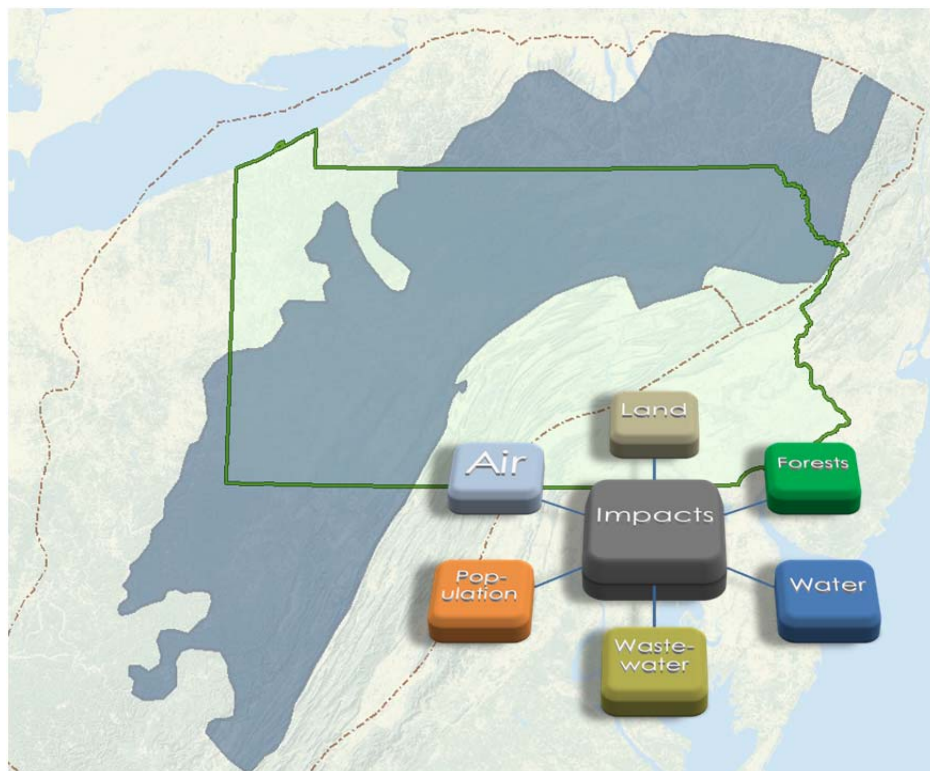 Land
Air
Forests
Impacts
Pop-
ulation
Water
Waste-
water